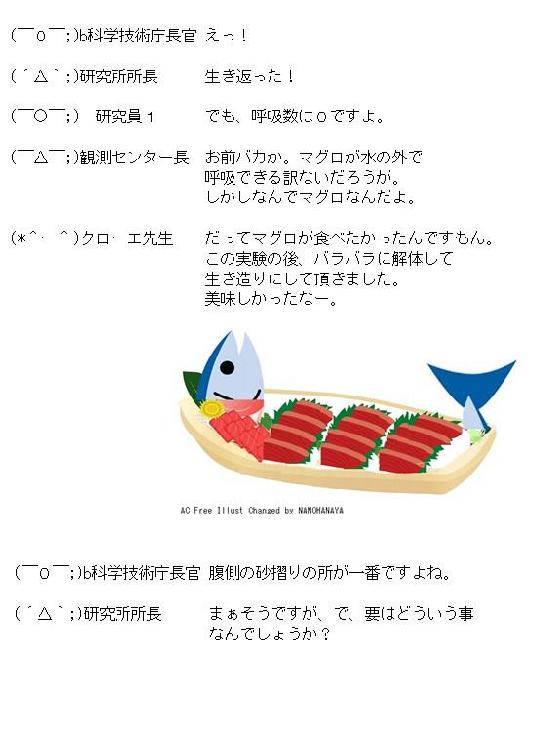 (￣○￣;)b科学技術庁長官 えっ！
(´△｀;)研究所所長 生き返った！
(￣○￣;) 研究員1 でも、呼吸数に０ですよ。
(￣△￣;)観測センター長 お前バカか。マグロが水の外で
呼吸できる訳ないだろうが。
しかしなんでマグロなんだよ。
(*＾-＾)クロ・エ先生 だってマグロが食べたかったんですもん。
この実験の後、バラバラに解体して
生き造りにして頂きました。
美味しかったなー。
AC Free Illust Changed by NAMOHANAYA
(￣○￣;)b科学技術庁長官 腹側の砂摺りの所が一番ですよね。
(´△｀;)研究所所長 まぁそうですが、で、要はどういう事
なんでしょうか？